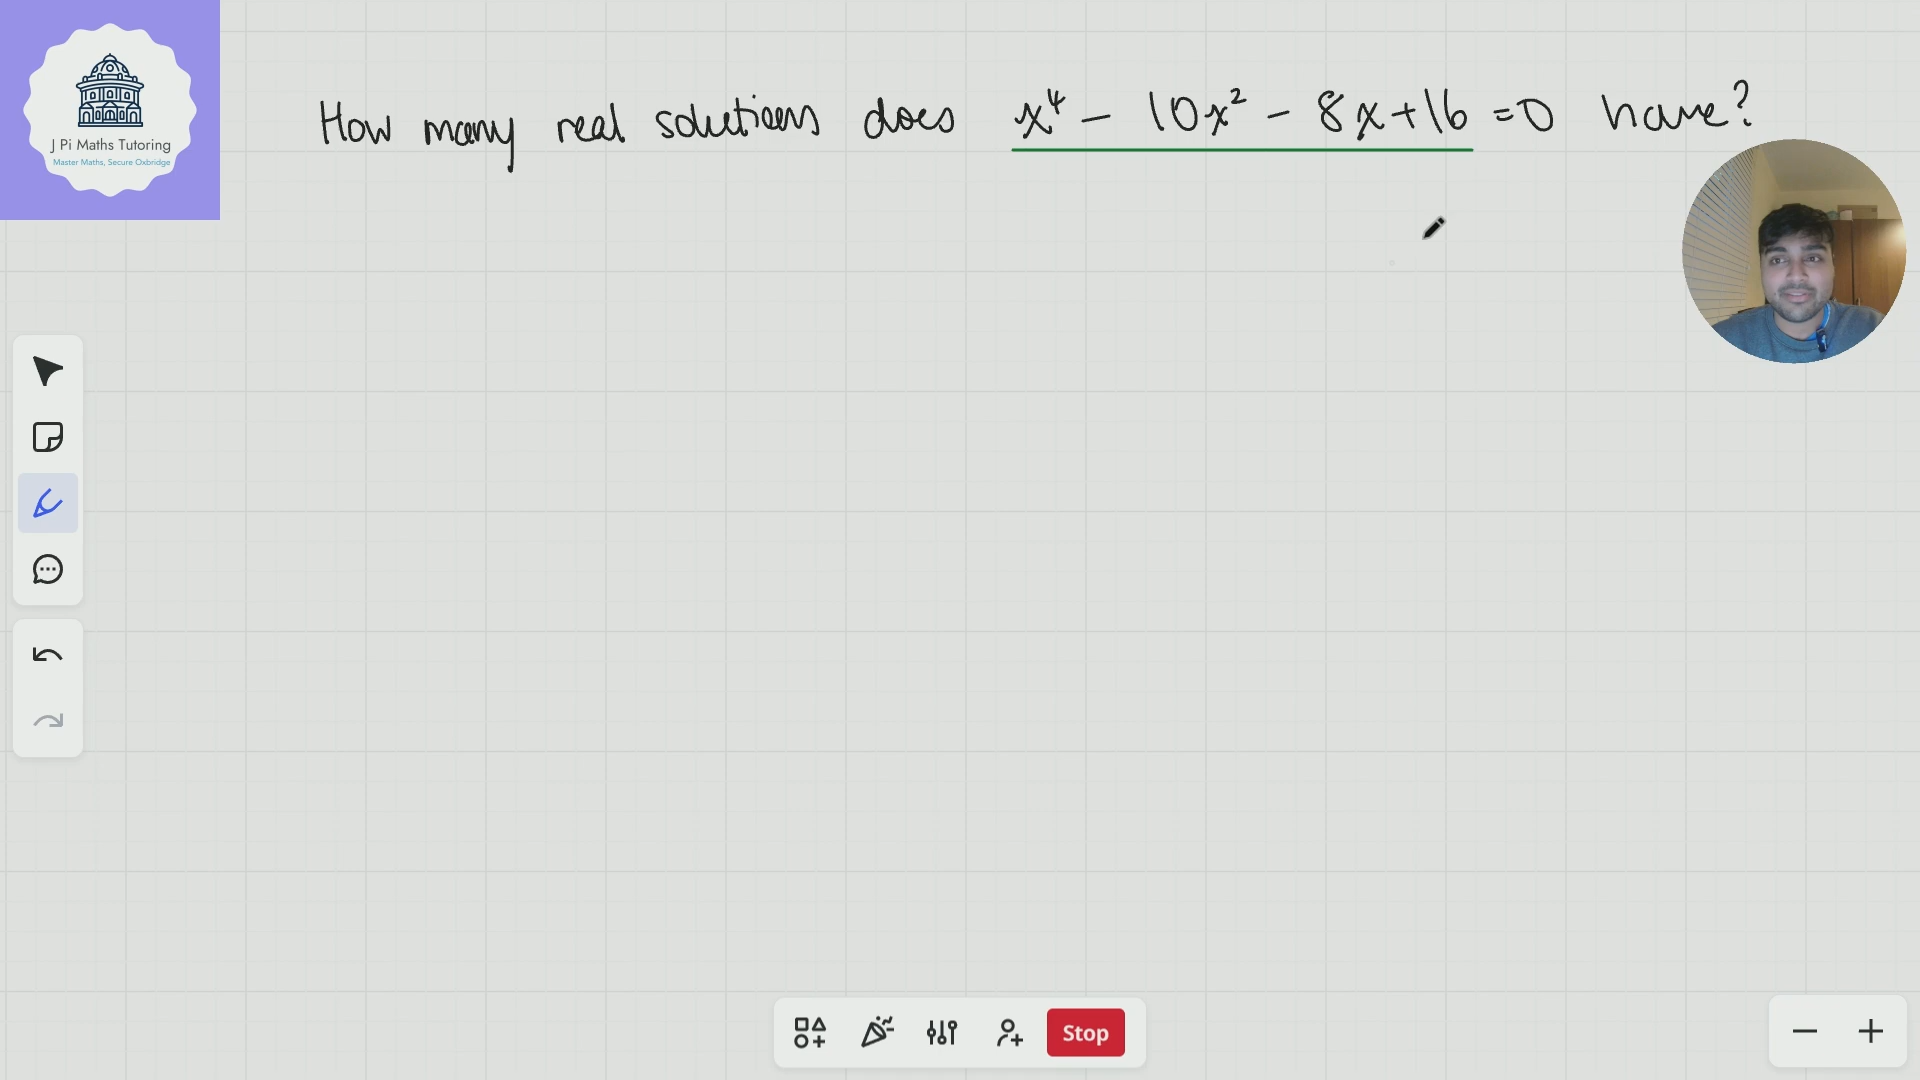 J Pi Maths Tutoring
Master Maths, Secure Oxbridge
How many real solutions does x⁴ - 10x² - 8x + 16 = 0 have?
Stop